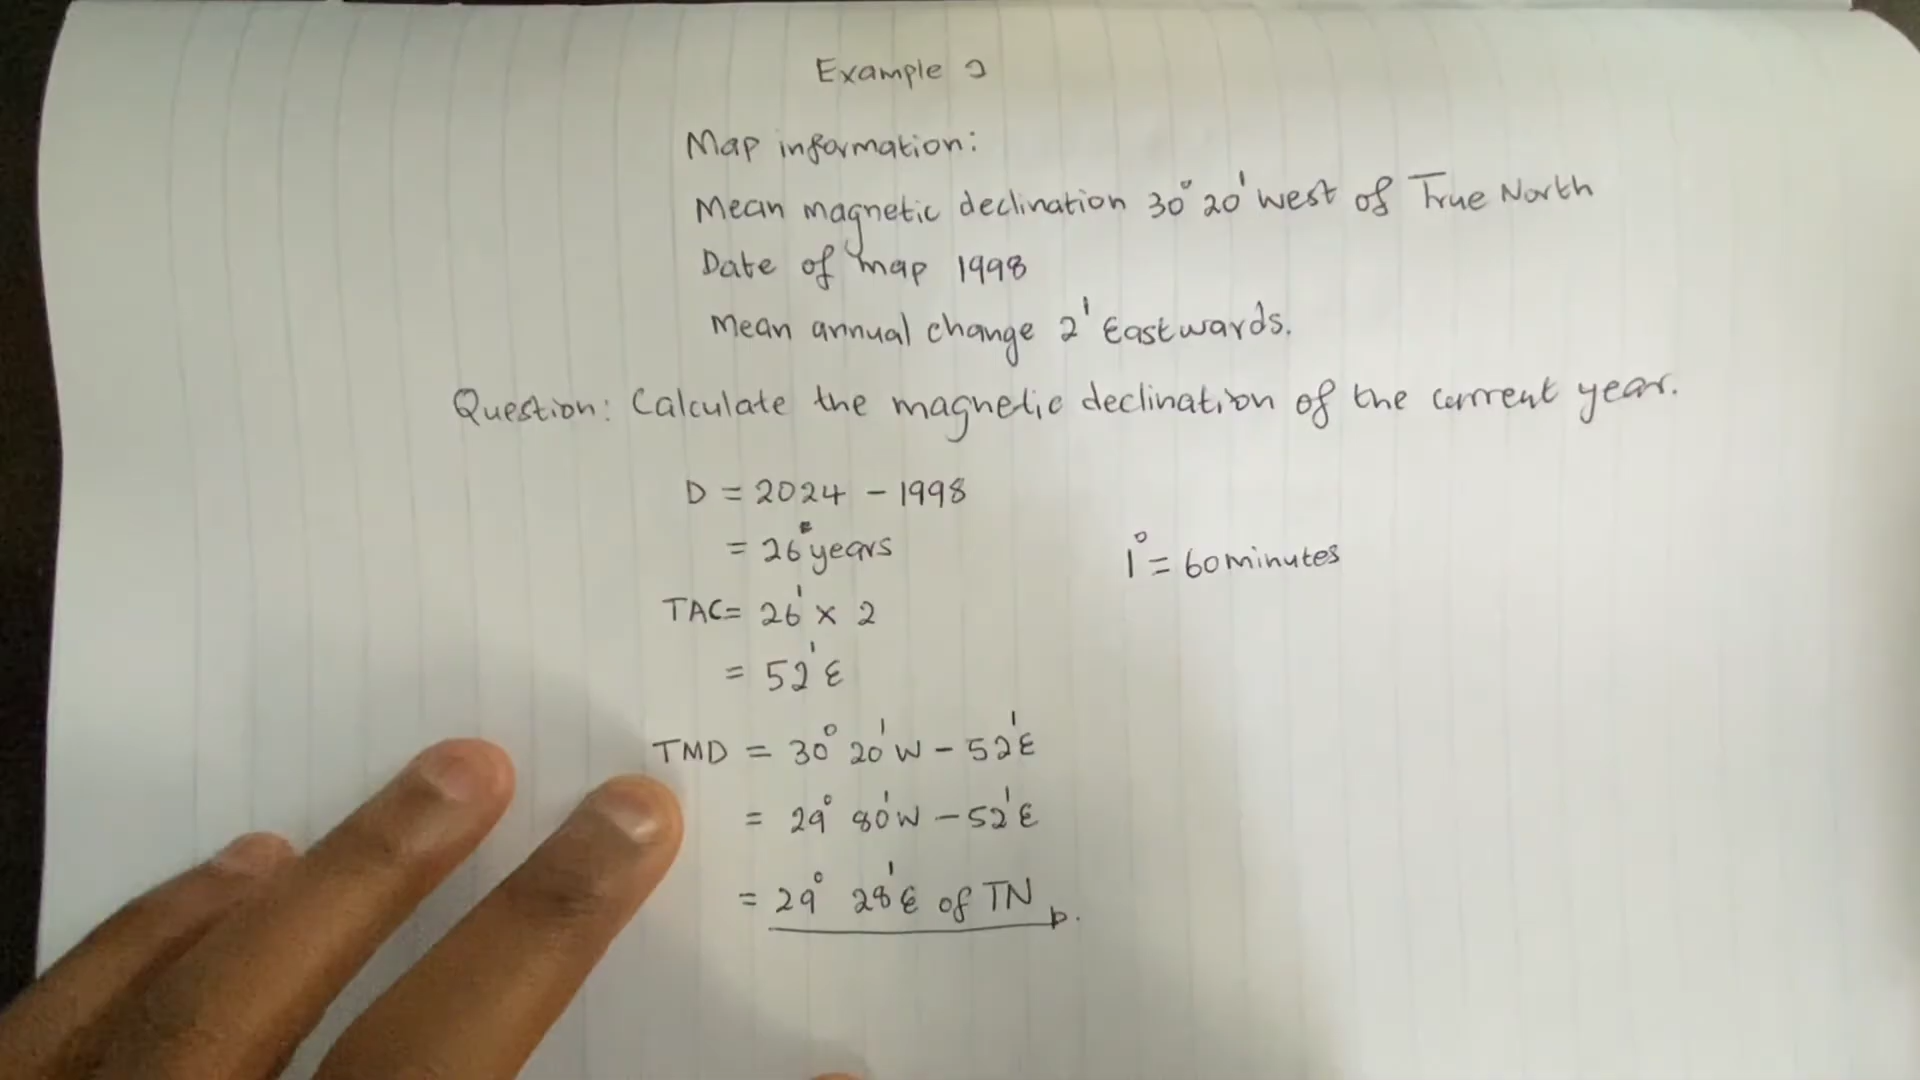 Example 2
Map information:
Mean magnetic declination 30° 20' west of True North
Date of map 1998
Mean annual change 2' Eastwards.
Question: Calculate the magnetic declination of the current year.
D = 2024 - 1998
= 26 years
1° = 60 minutes
TAC = 26' × 2
= 52'E
TMD = 30° 20'W - 52'E
= 29° 80'W - 52'E
= 29° 28'E of TN